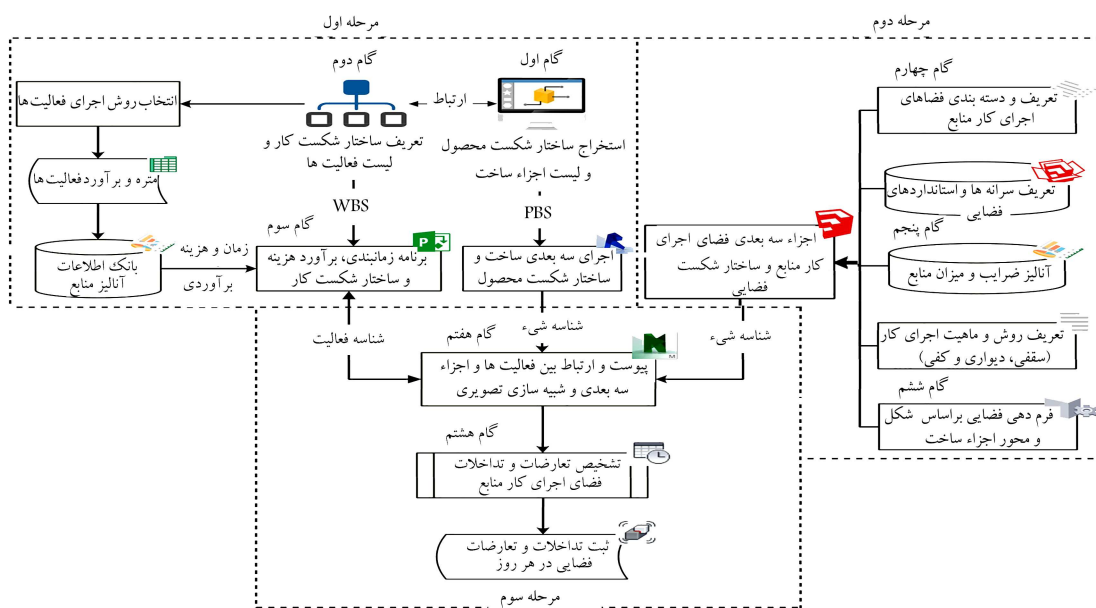 مرحله اول
گام اول
استخراج ساختار شکست محصول
و لیست اجزاء ساخت
ارتباط
گام دوم
تعریف ساختار شکست کار و
لیست فعالیت ها
انتخاب روش اجرای فعالیت‌ها
متره و برآورد فعالیت‌ها
بانک اطلاعات
آنالیز منابع
زمان و هزینه
برآوردی
WBS
PBS
گام سوم
برنامه زمانبندی، برآورد هزینه
و ساختار شکست کار
اجرای سه بعدی ساخت و
ساختار شکست محصول
مرحله دوم
گام چهارم
تعریف و دسته بندی فضاهای
اجرای کار منابع
تعریف سرانه ها و استانداردهای
فضایی
گام پنجم
آنالیز ضرایب و میزان منابع
تعریف روش و ماهیت اجرای کار
(سقفی، دیواری و کفی)
گام ششم
فرم دهی فضایی براساس شکل
و محور اجزاء ساخت
اجزاء سه بعدی فضای اجرای
کار منابع و ساختار شکست
فضایی
شناسه شیء
شناسه شیء
شناسه فعالیت
گام هفتم
پیوست و ارتباط بین فعالیت ها و اجزاء
سه بعدی و شبیه سازی تصویری
گام هشتم
تشخیص تعارضات و تداخلات
فضای اجرای کار منابع
ثبت تداخلات و تعارضات
فضایی در هر روز
مرحله سوم